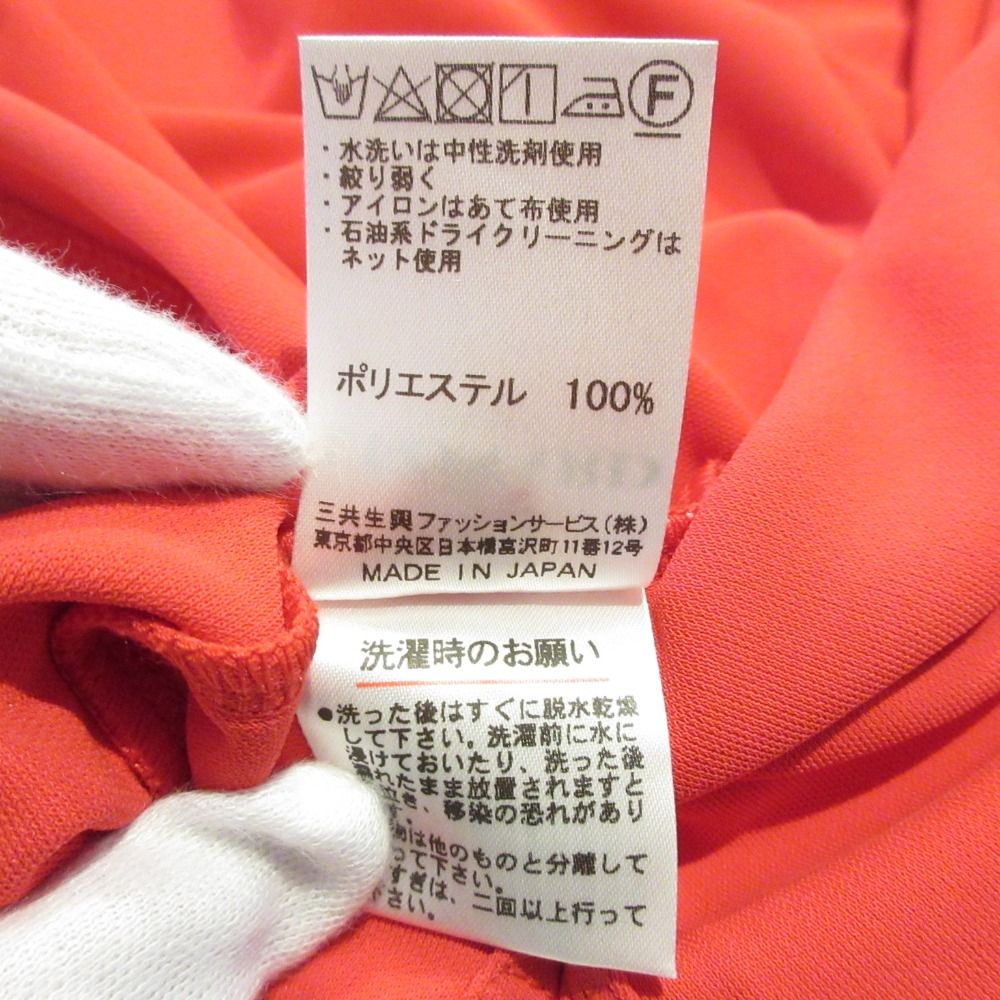 F
・水洗いは中性洗剤使用
・絞り弱く
・アイロンはあて布使用
・石油系ドライクリーニングは
ネット使用
ポリエステル 100%
三共生興ファッションサービス(株)
東京都中央区日本橋富沢町11番12号
MADE IN JAPAN
洗濯時のお願い
●洗った後はすぐに脱水乾燥
して下さい。洗濯前に水に
浸けておいたり、洗った後
濡れたまま放置されますと
移染の恐れがあり
は他のものと分離して
って下さい。
すぎは、二回以上行って
さい。